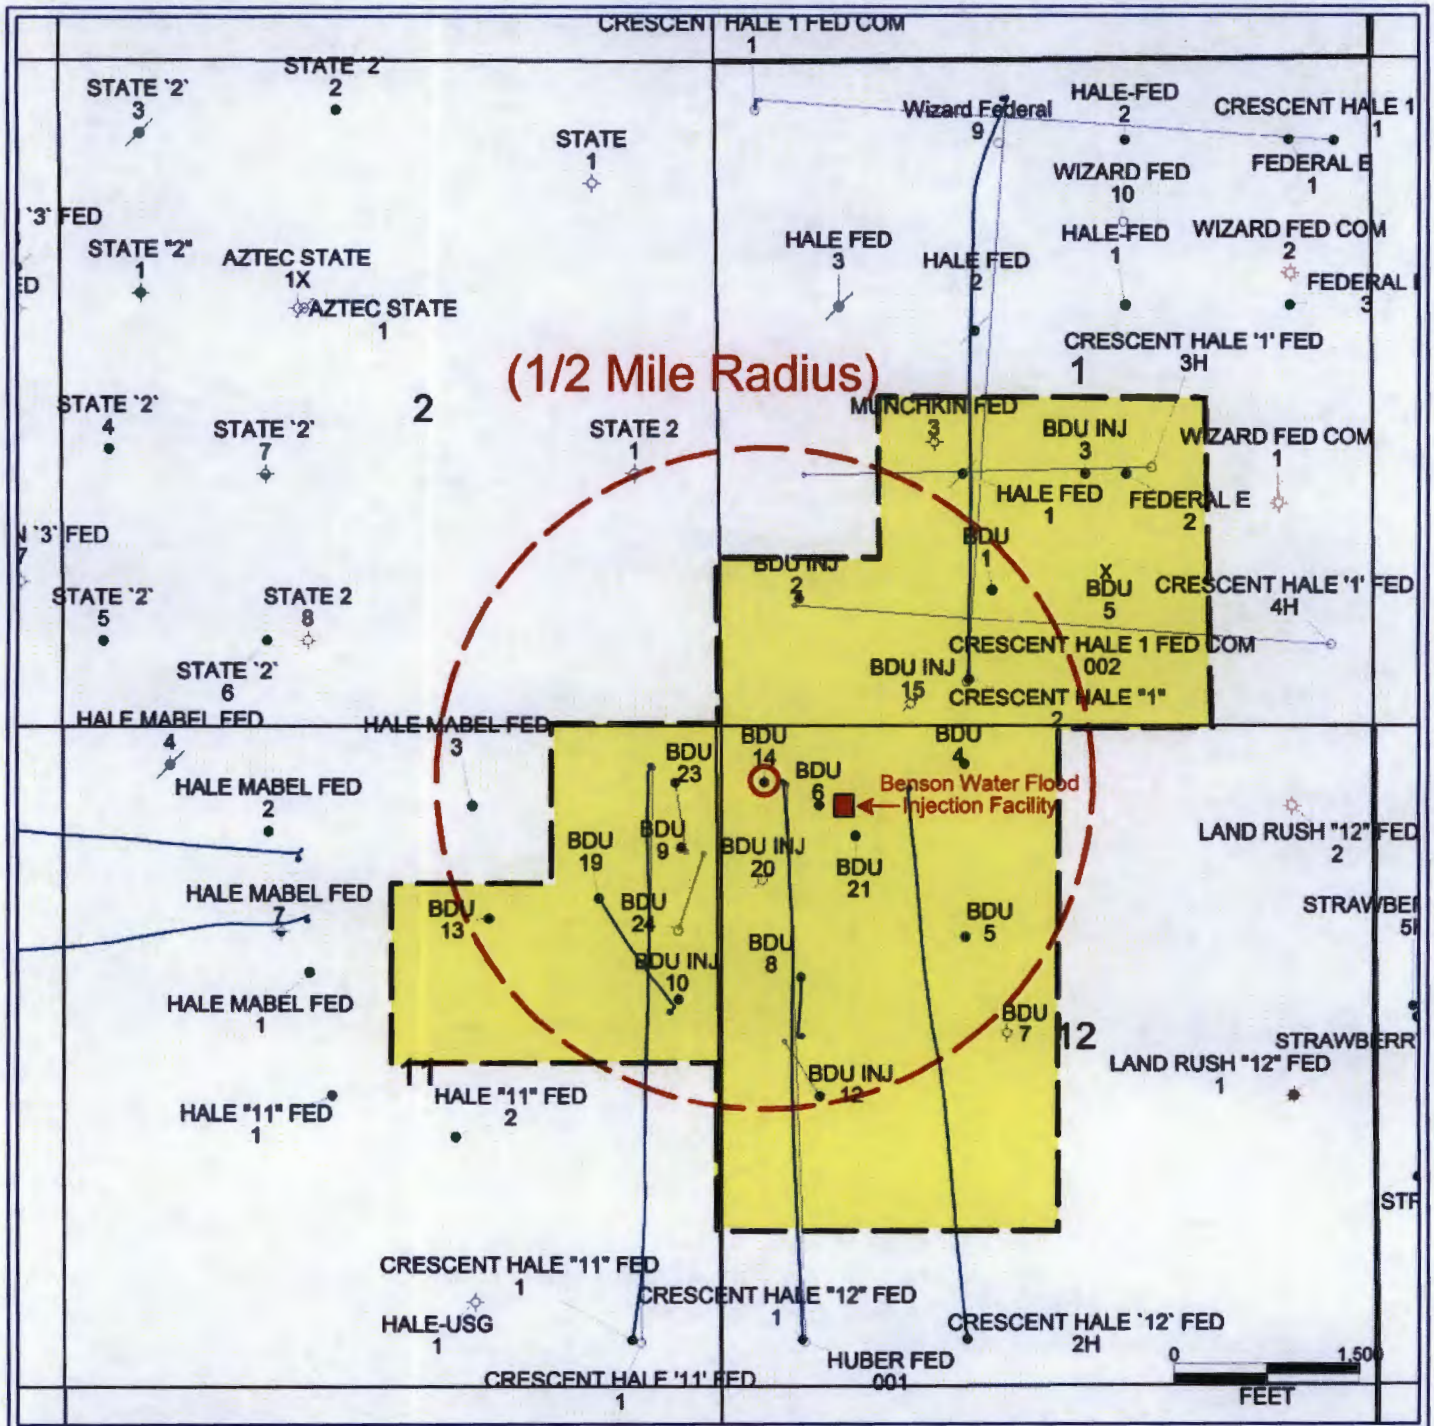 CRESCENT HALE 1 FED COM
1
STATE `2`
3
STATE `2`
2
STATE
1
Wizard Federal
9
HALE-FED
2
CRESCENT HALE 1
1
FEDERAL E
1
WIZARD FED
10
`3` FED
ED
STATE "2"
1
AZTEC STATE
1X
AZTEC STATE
1
HALE FED
3
HALE FED
2
HALE-FED
1
WIZARD FED COM
2
FEDERAL E
3
CRESCENT HALE '1' FED
3H
(1/2 Mile Radius)
1
2
STATE `2`
4
STATE `2`
7
STATE 2
1
MUNCHKIN FED
3
BDU INJ
3
WIZARD FED COM
1
HALE FED
1
FEDERAL E
2
N `3` FED
7
BDU
1
BDU INJ
2
X
BDU
5
CRESCENT HALE '1' FED
4H
STATE `2`
5
STATE 2
8
STATE `2`
6
CRESCENT HALE 1 FED COM
002
BDU INJ
15
CRESCENT HALE "1"
2
HALE MABEL FED
4
HALE MABEL FED
3
BDU
23
BDU
14
BDU
6
BDU
4
Benson Water Flood
Injection Facility
HALE MABEL FED
2
LAND RUSH "12" FED
2
BDU
19
BDU
9
BDU INJ
20
BDU
21
HALE MABEL FED
7
BDU
13
BDU
24
BDU
5
STRAWBER
5H
BDU INJ
10
BDU
8
HALE MABEL FED
1
BDU
7
12
STRAWBERRY
11
LAND RUSH "12" FED
1
BDU INJ
12
HALE "11" FED
1
HALE "11" FED
2
STR
CRESCENT HALE "11" FED
1
CRESCENT HALE "12" FED
1
HALE-USG
1
CRESCENT HALE `12` FED
2H
HUBER FED
001
CRESCENT HALE '11' FED
1
0 1,500
FEET